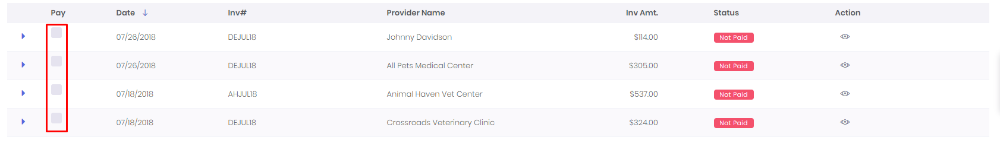 Pay Date Inv# Provider Name Inv Amt. Status Action
07/26/2018 DEJUL18 Johnny Davidson $114.00 Not Paid
07/26/2018 DEJUL18 All Pets Medical Center $305.00 Not Paid
07/18/2018 AHJUL18 Animal Haven Vet Center $537.00 Not Paid
07/18/2018 DEJUL18 Crossroads Veterinary Clinic $324.00 Not Paid